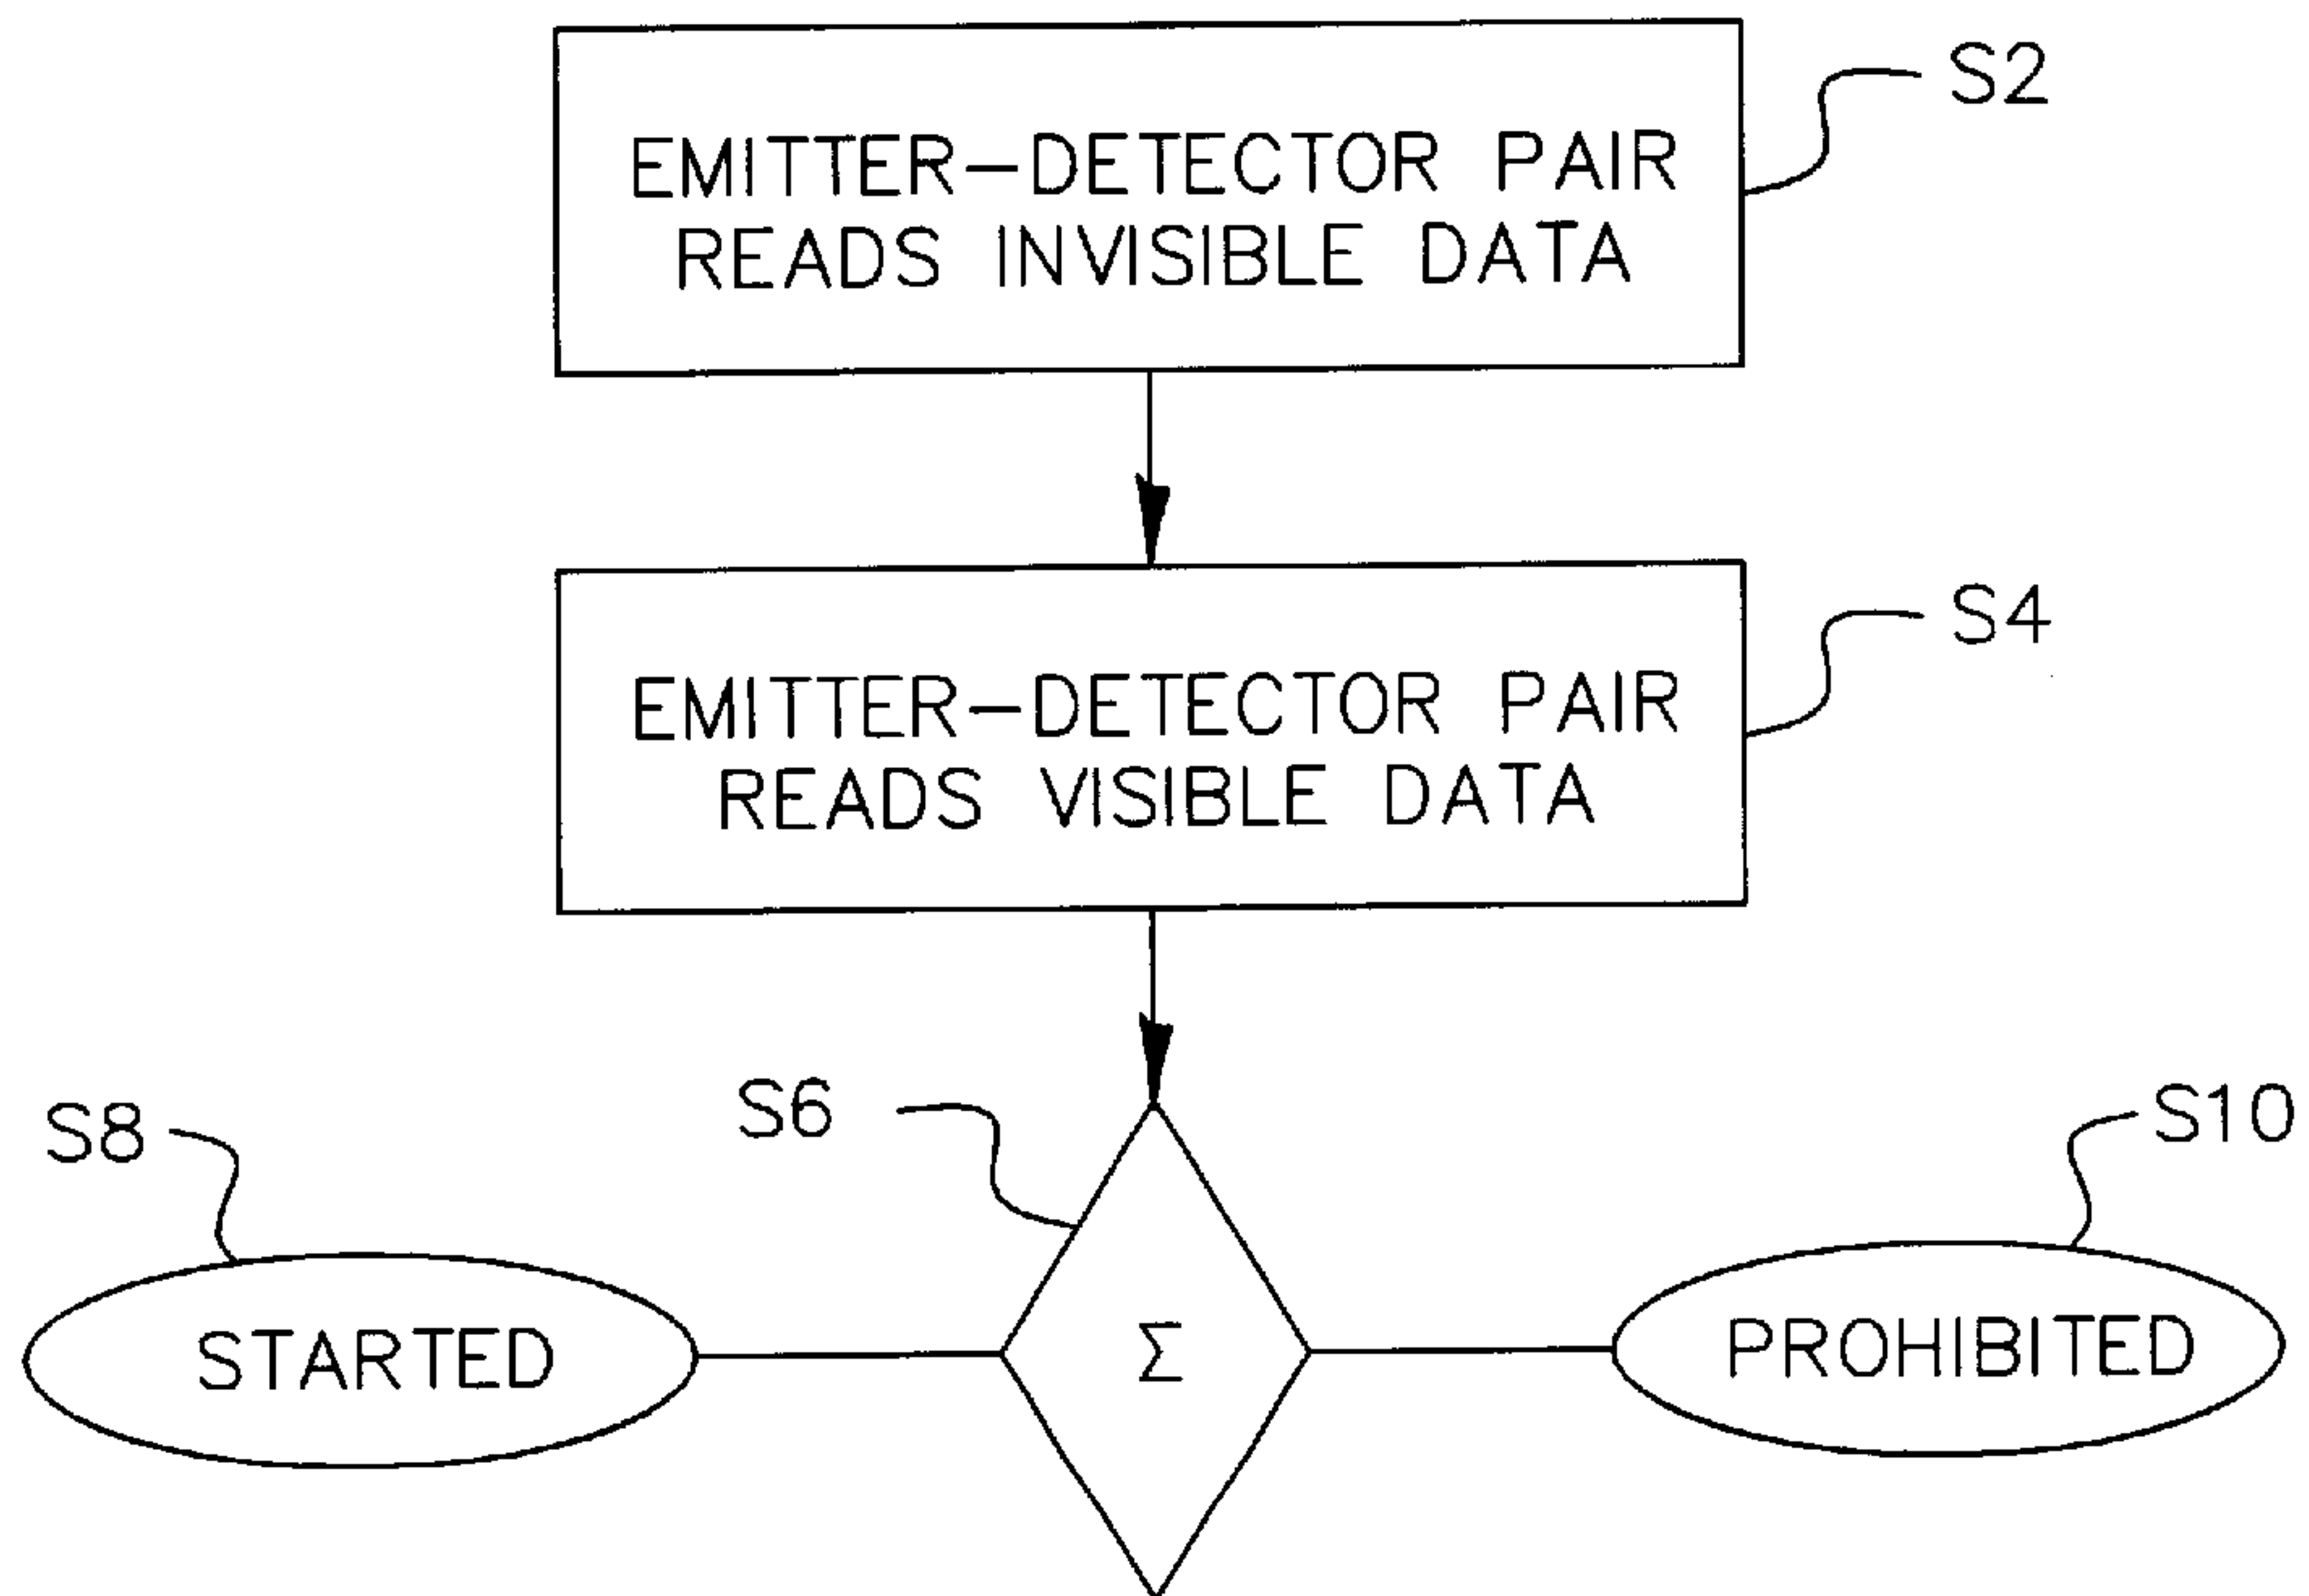 EMITTER-DETECTOR PAIR
READS INVISIBLE DATA
S2
EMITTER-DETECTOR PAIR
READS VISIBLE DATA
S4
S8
S6
S10
STARTED
Σ
PROHIBITED